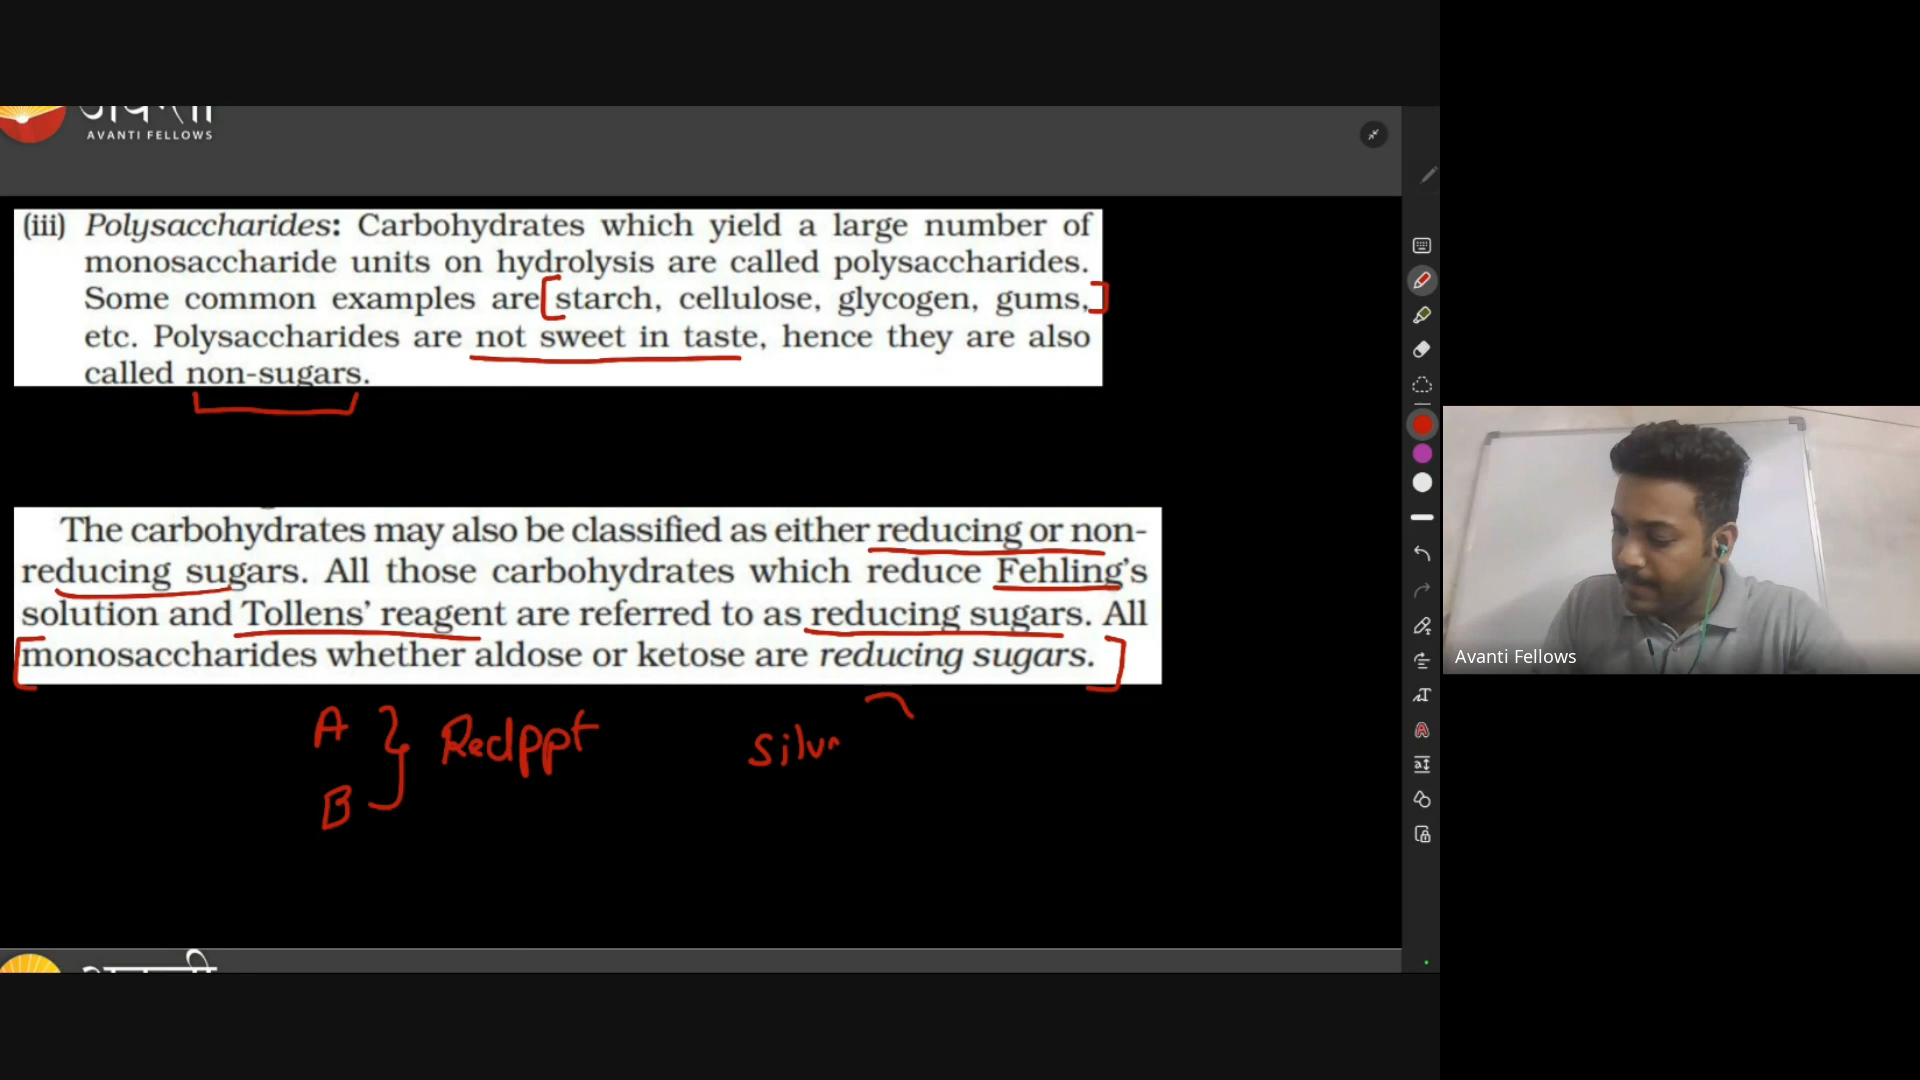 AVANTI FELLOWS
(iii) Polysaccharides: Carbohydrates which yield a large number of
monosaccharide units on hydrolysis are called polysaccharides.
Some common examples are starch, cellulose, glycogen, gums,
etc. Polysaccharides are not sweet in taste, hence they are also
called non-sugars.
The carbohydrates may also be classified as either reducing or non-
reducing sugars. All those carbohydrates which reduce Fehling's
solution and Tollens' reagent are referred to as reducing sugars. All
monosaccharides whether aldose or ketose are reducing sugars.
A
Red ppt
B
Avanti Fellows